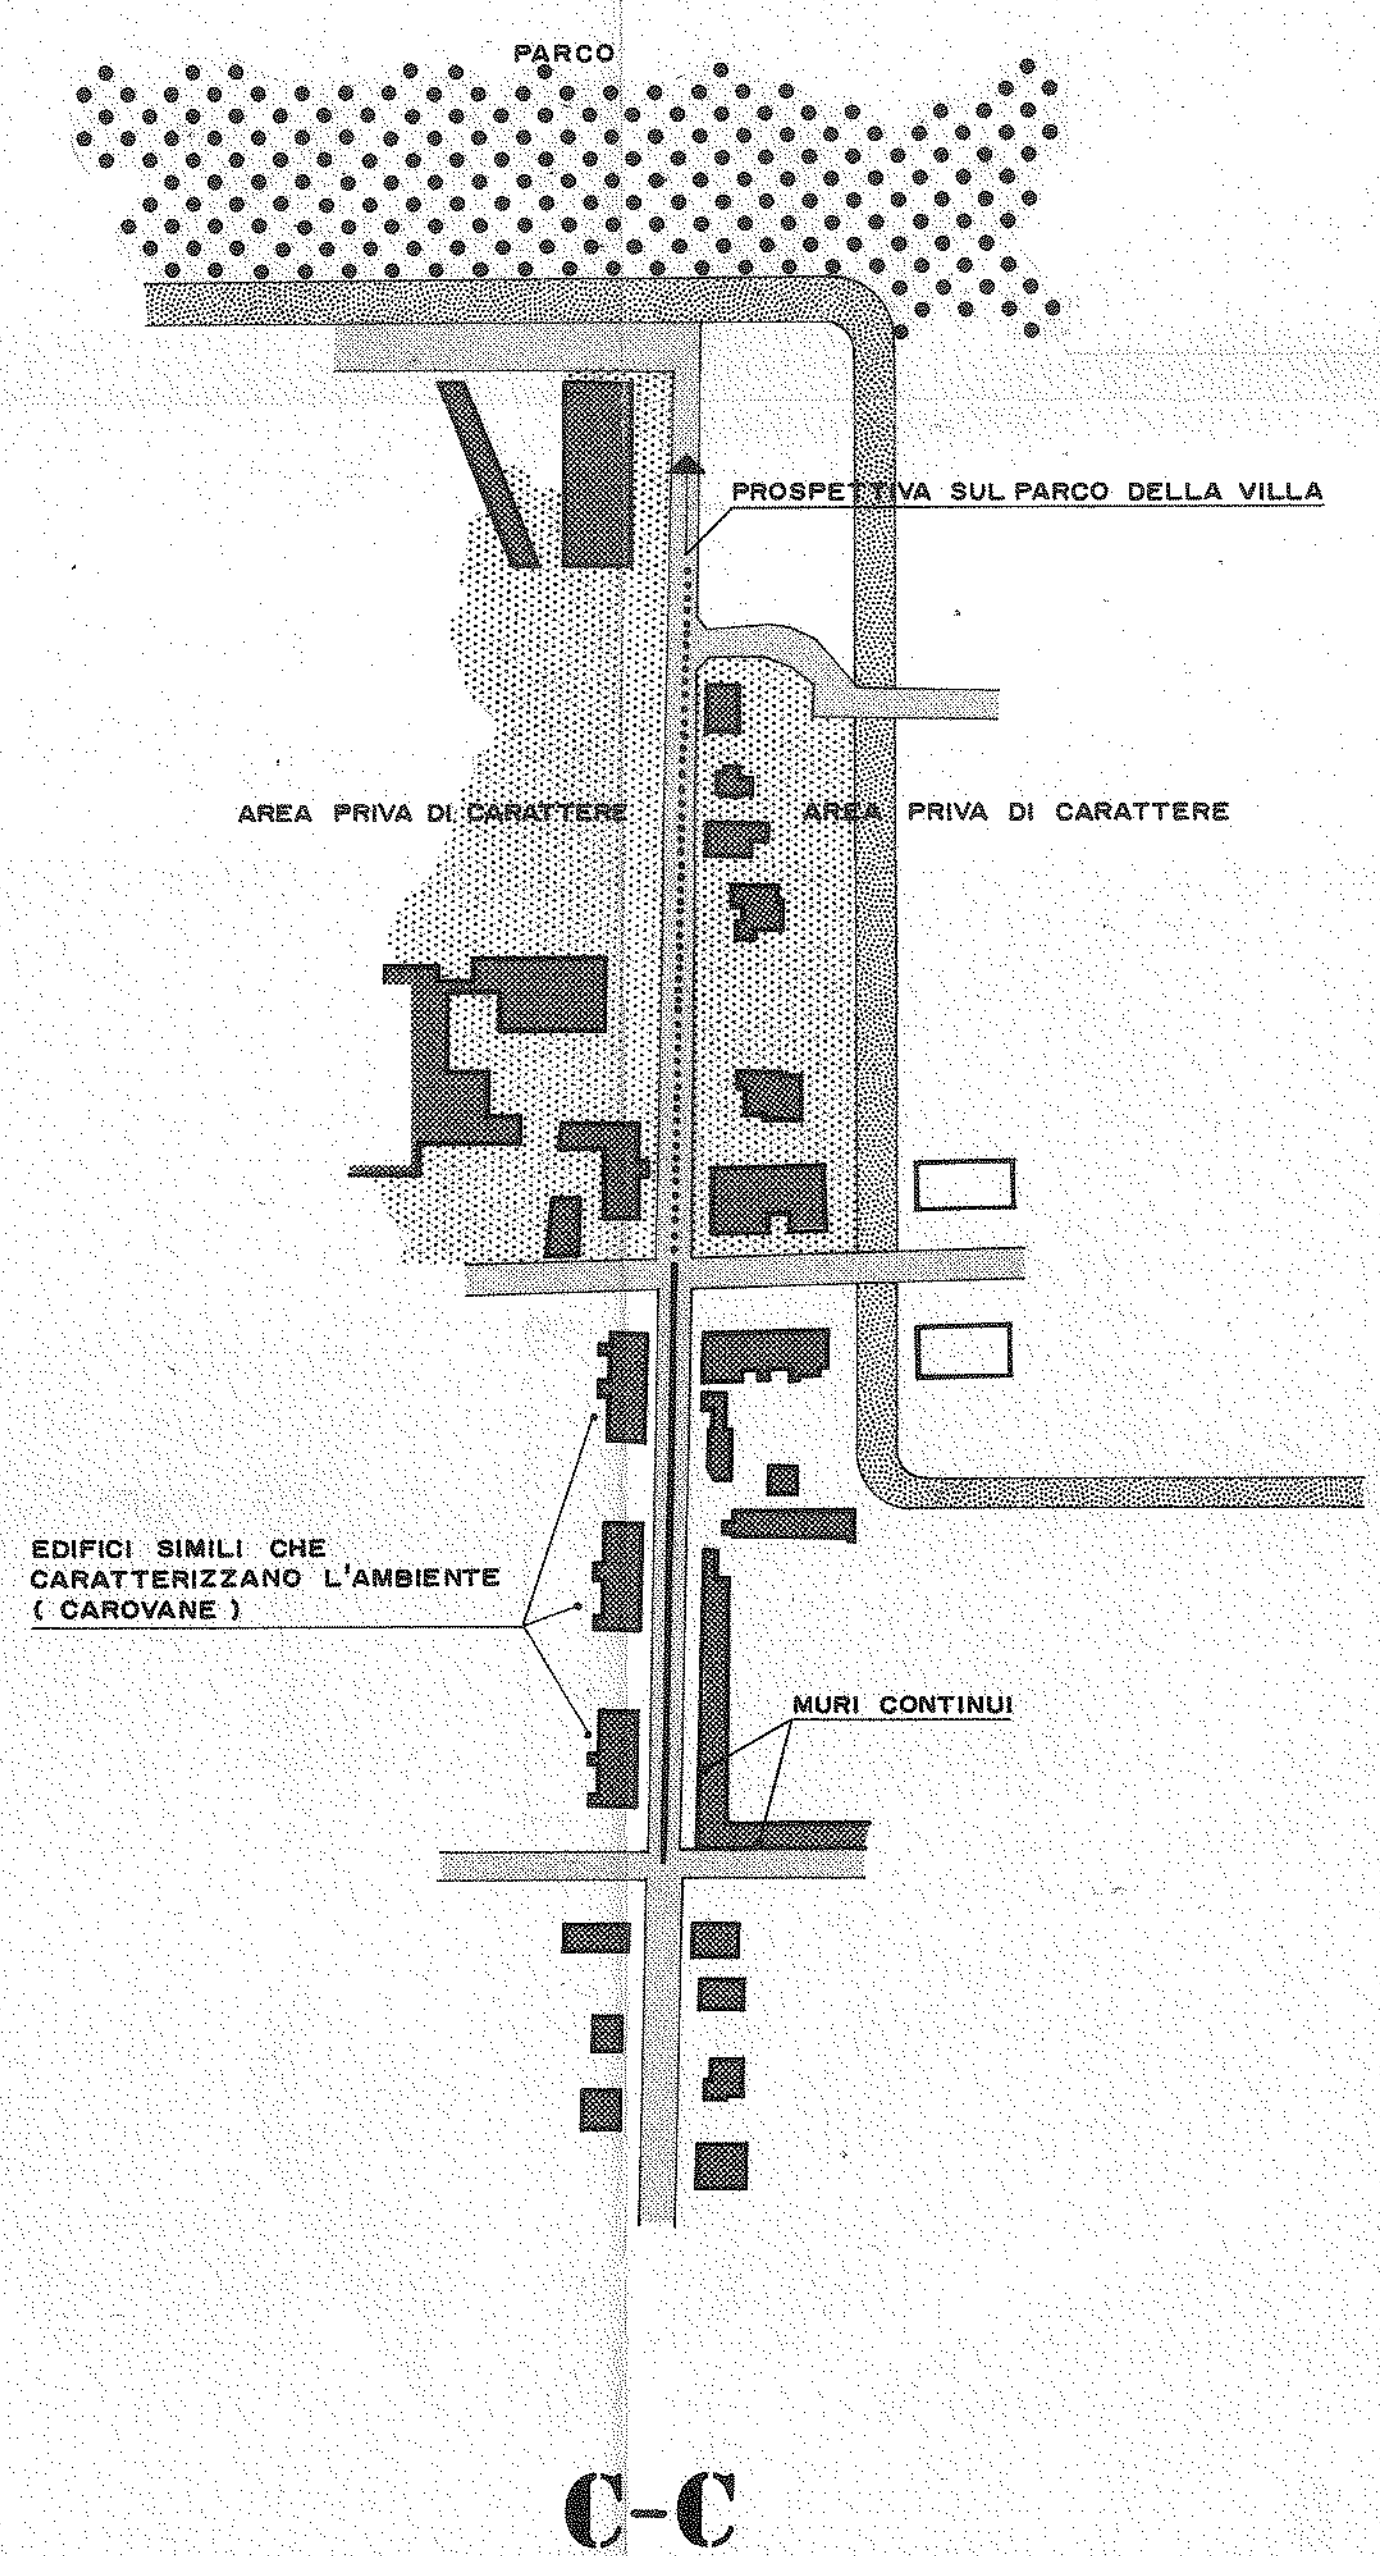 PARCO
PROSPETTIVA SUL PARCO DELLA VILLA
AREA PRIVA DI CARATTERE
AREA PRIVA DI CARATTERE
EDIFICI SIMILI CHE
CARATTERIZZANO L'AMBIENTE
( CAROVANE )
MURI CONTINUI
C-C